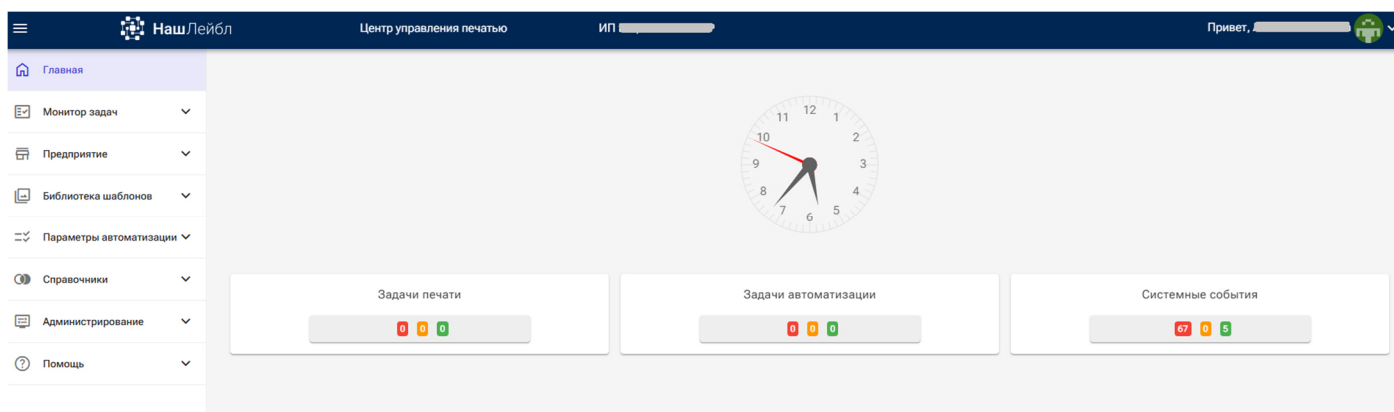 НашЛейбл
Центр управления печатью
ИП
Привет,
Главная
Монитор задач
Предприятие
Библиотека шаблонов
Параметры автоматизации
Справочники
Администрирование
Помощь
12
1
2
3
4
5
6
7
8
9
10
11
Задачи печати
0 0 0
Задачи автоматизации
0 0 0
Системные события
67 0 5